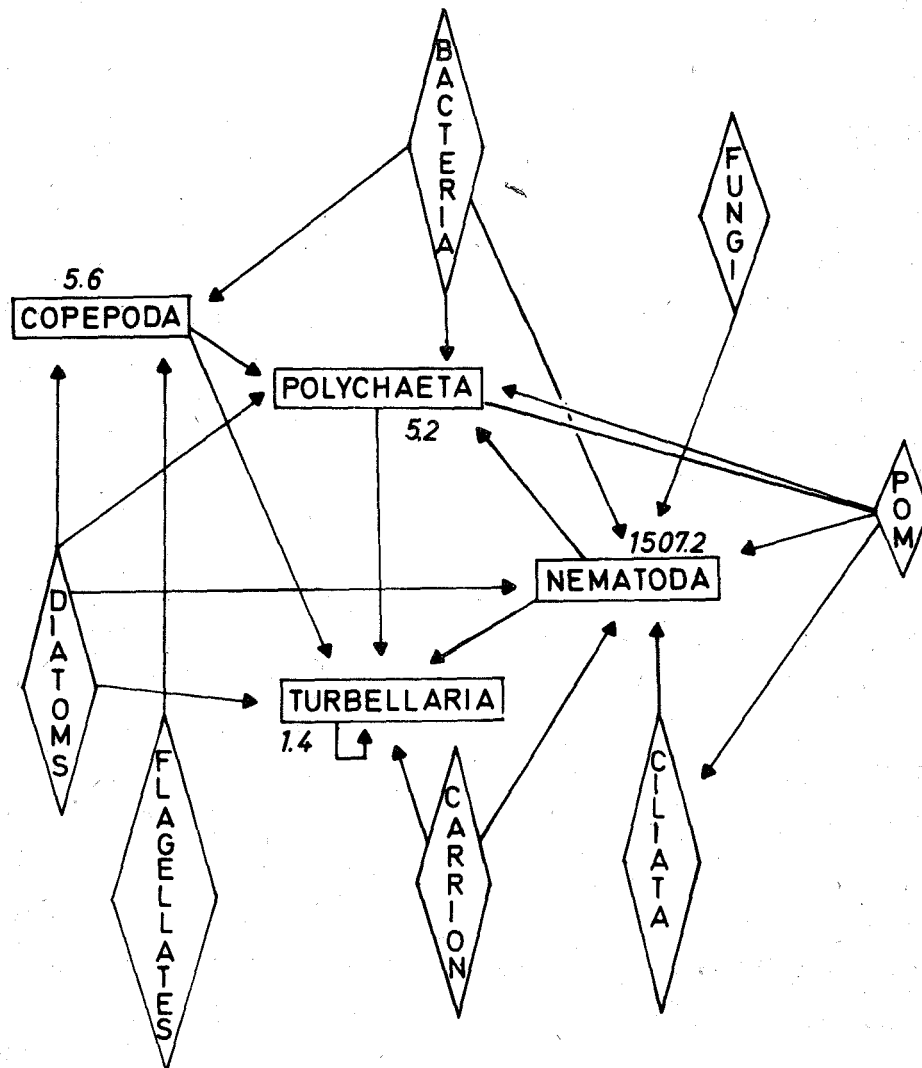 BACTERIA
FUNGI
5.6
COPEPODA
POLYCHAETA
5.2
POM
1507.2
NEMATODA
DIATOMS
TURBELLARIA
1.4
FLAGELLATES
CARRION
CILIATA